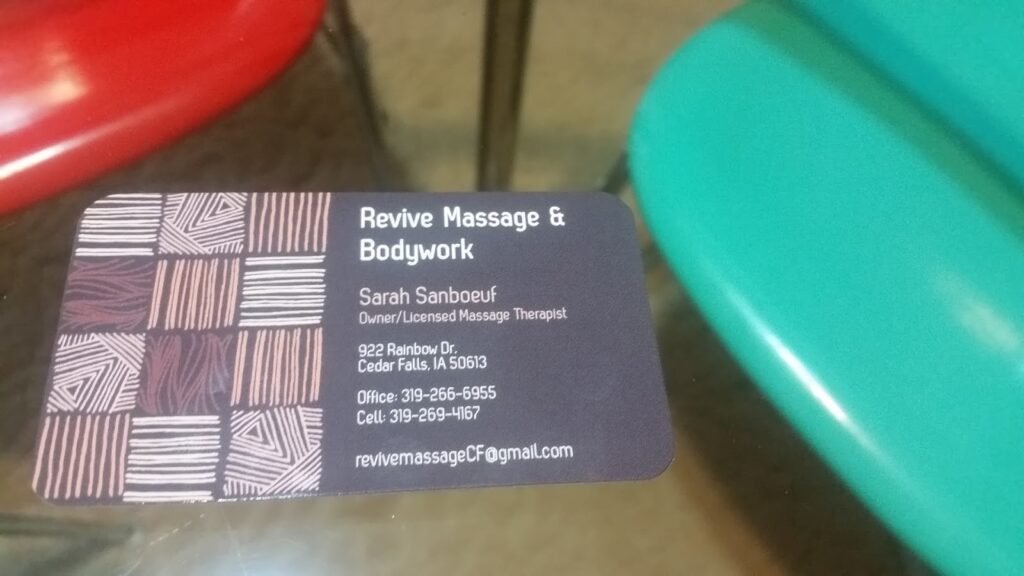 Revive Massage &
Bodywork
Sarah Sanboeuf
Owner/Licensed Massage Therapist
922 Rainbow Dr.
Cedar Falls, IA 50613
Office: 319-266-6955
Cell: 319-269-4167
revivemassageCF@gmail.com